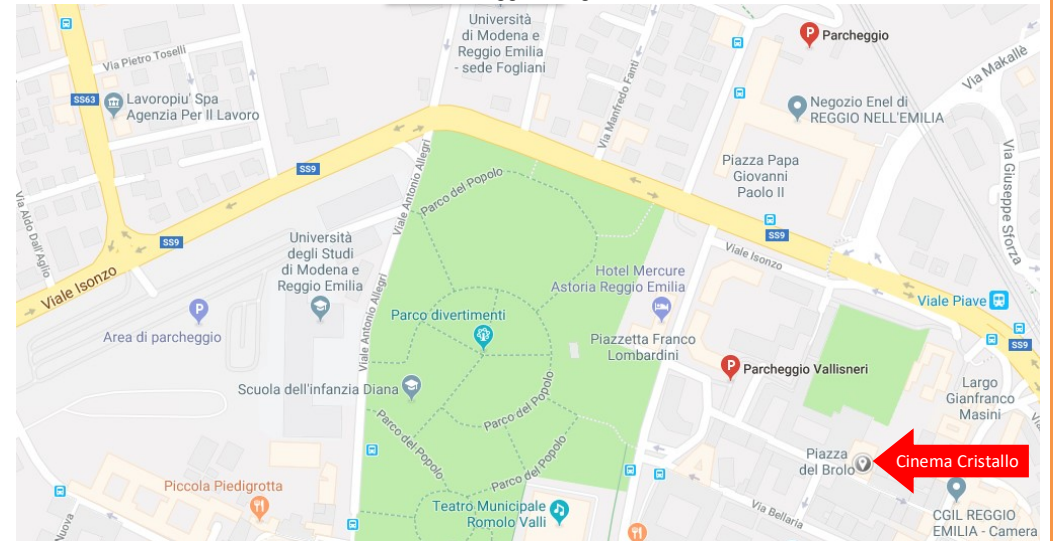 Università
di Modena e
Reggio Emilia
- sede Fogliani
P
Parcheggio
Via Pietro Toselli
Via Makallè
SS63
Lavoropiu' Spa
Agenzia Per Il Lavoro
Via Manfredo Fanti
Negozio Enel di
REGGIO NELL'EMILIA
Viale Antonio Allegri
Piazza Papa
Giovanni
Paolo II
Via Giuseppe Sforza
SS9
Parco del Popolo
Via Aldo Dall'Aglio
SS9
Università
degli Studi
di Modena e
Reggio Emilia
SS9
Viale Isonzo
Viale Isonzo
Hotel Mercure
Astoria Reggio Emilia
Viale Piave
P
Area di parcheggio
Viale Antonio Allegri
Parco divertimenti
Piazzetta Franco
Lombardini
SS9
P
Parcheggio Vallisneri
Scuola dell'infanzia Diana
Parco del Popolo
Largo
Gianfranco
Masini
Parco del Popolo
Piazza
del Brolo
Cinema Cristallo
Piccola Piedigrotta
Parco del Popolo
Teatro Municipale
Romolo Valli
Via Bellaria
Nuova
CGIL REGGIO
EMILIA - Camera